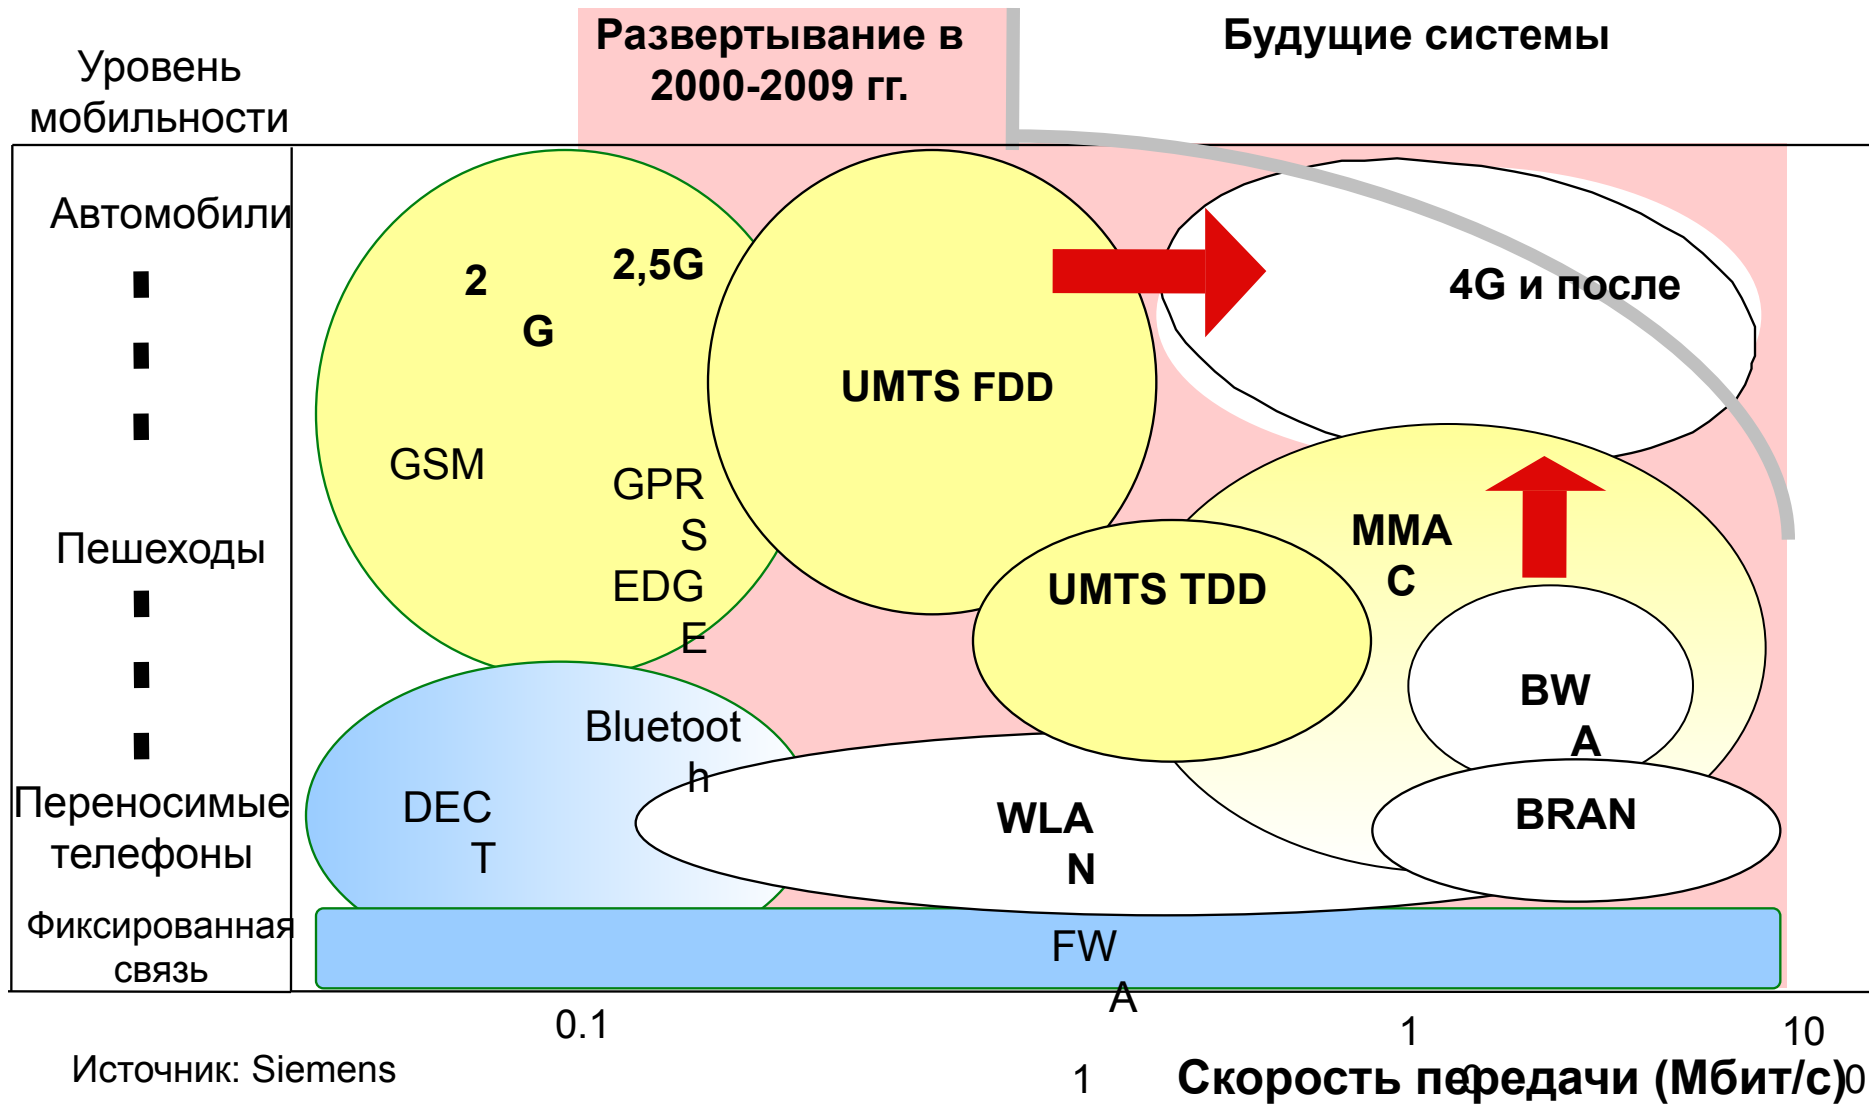 Развертывание в
2000-2009 гг.
Будущие системы
Уровень
мобильности
Автомобили
2
G
2,5G
4G и после
UMTS FDD
GSM
GPR
S
EDG
E
Пешеходы
MMA
C
UMTS TDD
BW
A
Bluetoot
h
Переносимые
телефоны
DEC
T
WLA
N
BRAN
Фиксированная
связь
FW
A
0.1
1
1
0
10
0
Скорость передачи (Мбит/с)
Источник: Siemens